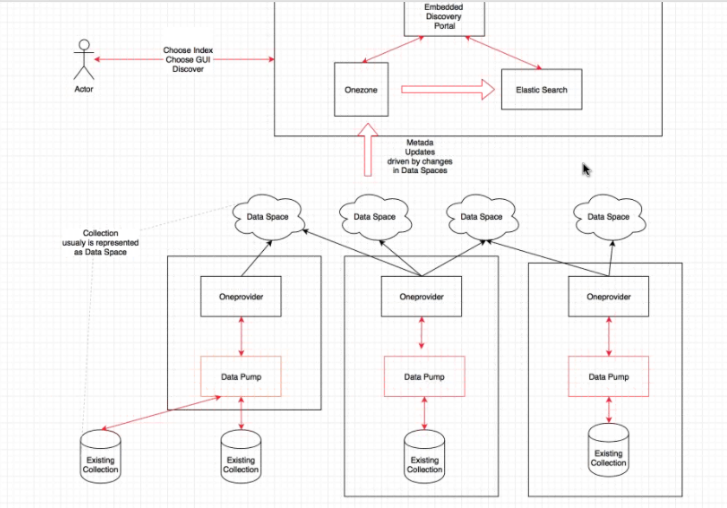 Embedded
Discovery
Portal
Choose Index
Choose GUI
Discover
Actor
Onezone
Elastic Search
Metada
Updates
driven by changes
in Data Spaces
Data Space
Data Space
Data Space
Data Space
Collection
usualy is represented
as Data Space
Oneprovider
Oneprovider
Oneprovider
Data Pump
Data Pump
Data Pump
Existing
Collection
Existing
Collection
Existing
Collection
Existing
Collection